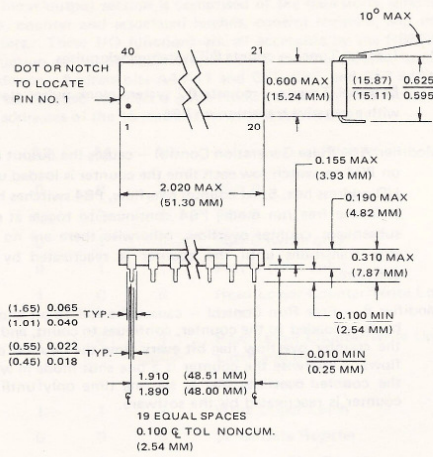 10° MAX
40
21
DOT OR NOTCH
TO LOCATE
PIN NO. 1
0.600 MAX
(15.24 MM)
(15.87) 0.625
(15.11) 0.595
1
20
2.020 MAX
(51.30 MM)
0.155 MAX
(3.93 MM)
0.190 MAX
(4.82 MM)
0.310 MAX
(7.87 MM)
(1.65) 0.065
(1.01) 0.040
TYP.
0.100 MIN
(2.54 MM)
(0.55) 0.022
(0.45) 0.018
TYP.
0.010 MIN
(0.25 MM)
1.910 (48.51 MM)
1.890 (48.00 MM)
℄
℄
19 EQUAL SPACES
0.100 ℄ TOL NONCUM.
(2.54 MM)